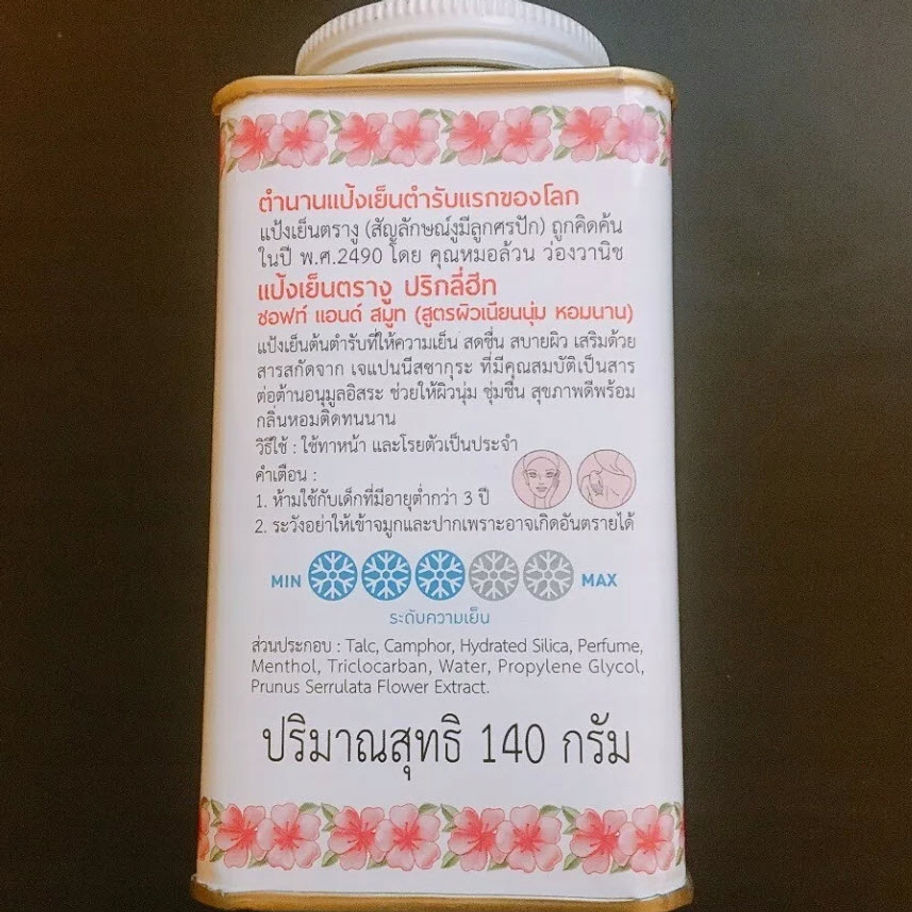 ตำนานแป้งเย็นตำรับแรกของโลก
แป้งเย็นตรางู (สัญลักษณ์งูมีลูกศรปัก) ถูกคิดค้น
ในปี พ.ศ.2490 โดย คุณหมอล้วน ว่องวานิช
แป้งเย็นตรางู ปริกลี่ฮีท
ซอฟท์ แอนด์ สมูท (สูตรผิวเนียนนุ่ม หอมนาน)
แป้งเย็นต้นตำรับที่ให้ความเย็น สดชื่น สบายผิว เสริมด้วย
สารสกัดจาก เจแปนนีสซากุระ ที่มีคุณสมบัติเป็นสาร
ต่อต้านอนุมูลอิสระ ช่วยให้ผิวนุ่ม ชุ่มชื่น สุขภาพดีพร้อม
กลิ่นหอมติดทนนาน
วิธีใช้ : ใช้ทาหน้า และโรยตัวเป็นประจำ
คำเตือน :
1. ห้ามใช้กับเด็กที่มีอายุต่ำกว่า 3 ปี
2. ระวังอย่าให้เข้าจมูกและปากเพราะอาจเกิดอันตรายได้
MIN MAX
ระดับความเย็น
ส่วนประกอบ : Talc, Camphor, Hydrated Silica, Perfume,
Menthol, Triclocarban, Water, Propylene Glycol,
Prunus Serrulata Flower Extract.
ปริมาณสุทธิ 140 กรัม